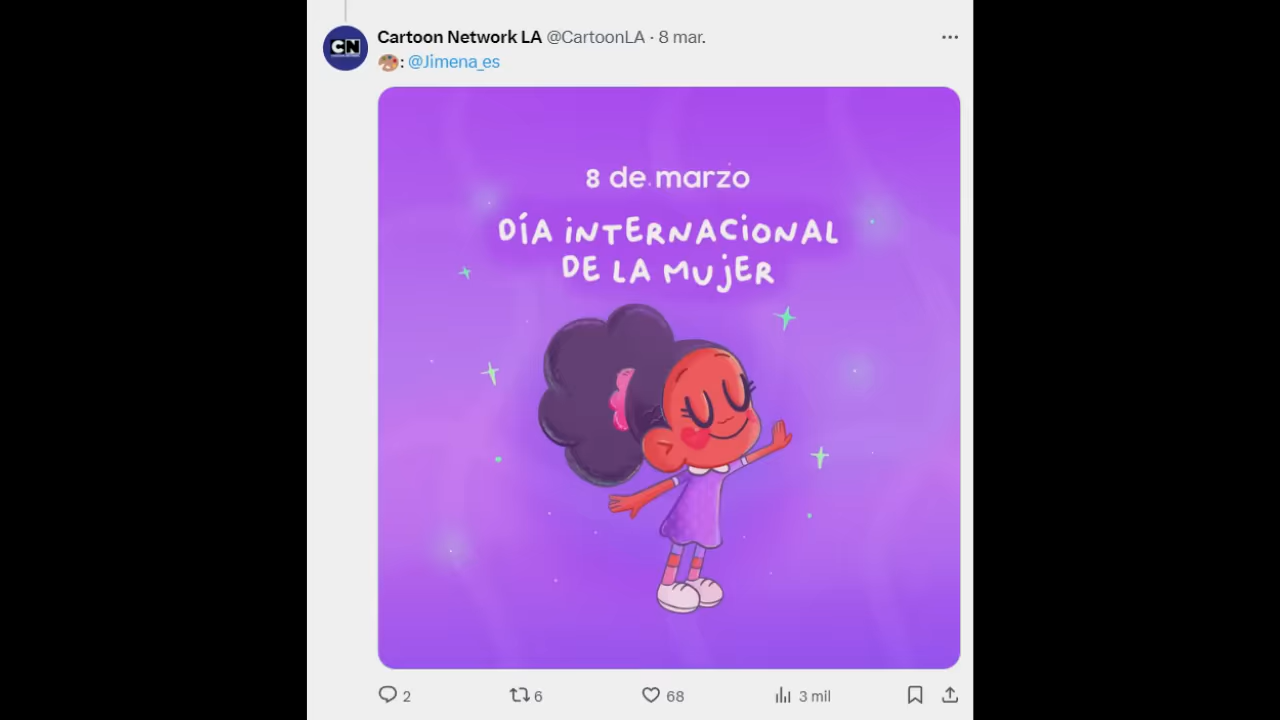 CN Cartoon Network LA @CartoonLA · 8 mar.
🎨: @Jimena_es
8 de marzo
DÍA iNTERNACiONAL
DE LA MUjER
2 6 68 3 mil